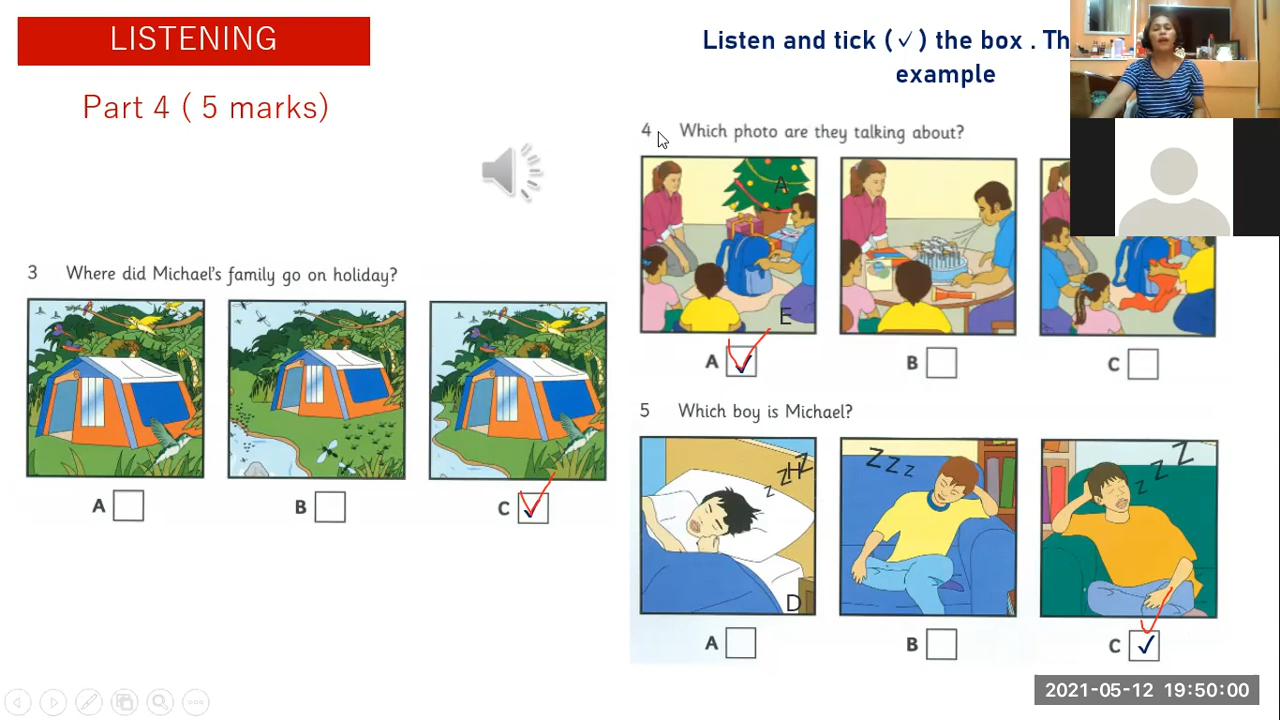 LISTENING
Part 4 ( 5 marks)
Listen and tick (✓) the box . Th
example
3 Where did Michael's family go on holiday?
A
B
C ✓
4 Which photo are they talking about?
A
E
A ✓
B
C
5 Which boy is Michael?
Z Z H Z
D
Z Z Z
Z Z Z
A
B
C ✓
2021-05-12 19:50:00